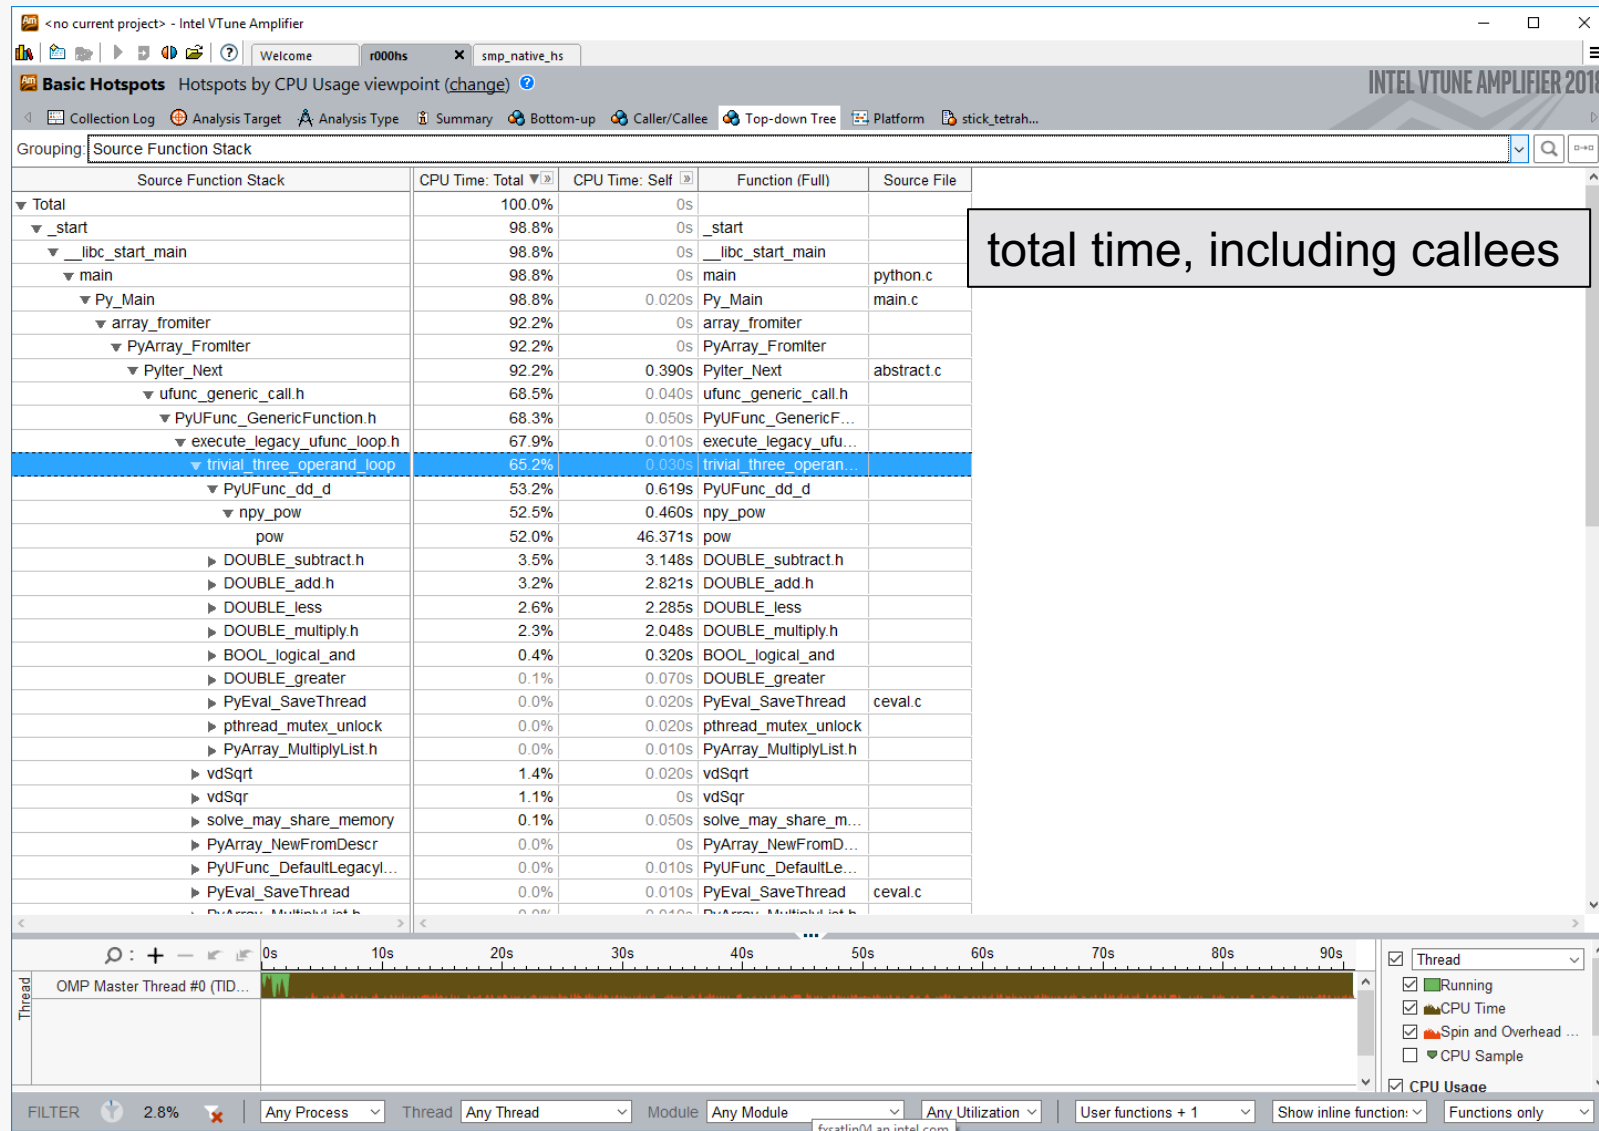 <no current project> - Intel VTune Amplifier
Welcome r000hs smp_native_hs
Basic Hotspots Hotspots by CPU Usage viewpoint (change) ?
INTEL VTUNE AMPLIFIER 2018
Collection Log Analysis Target Analysis Type Summary Bottom-up Caller/Callee Top-down Tree Platform stick_tetrah...
Grouping: Source Function Stack
Source Function Stack CPU Time: Total CPU Time: Self Function (Full) Source File
Total 100.0% 0s
_start 98.8% 0s _start
__libc_start_main 98.8% 0s __libc_start_main
main 98.8% 0s main python.c
Py_Main 98.8% 0.020s Py_Main main.c
array_fromiter 92.2% 0s array_fromiter
PyArray_FromIter 92.2% 0s PyArray_FromIter
PyIter_Next 92.2% 0.390s PyIter_Next abstract.c
ufunc_generic_call.h 68.5% 0.040s ufunc_generic_call.h
PyUFunc_GenericFunction.h 68.3% 0.050s PyUFunc_GenericF...
execute_legacy_ufunc_loop.h 67.9% 0.010s execute_legacy_ufu...
trivial_three_operand_loop 65.2% 0.030s trivial_three_operan...
PyUFunc_dd_d 53.2% 0.619s PyUFunc_dd_d
npy_pow 52.5% 0.460s npy_pow
pow 52.0% 46.371s pow
DOUBLE_subtract.h 3.5% 3.148s DOUBLE_subtract.h
DOUBLE_add.h 3.2% 2.821s DOUBLE_add.h
DOUBLE_less 2.6% 2.285s DOUBLE_less
DOUBLE_multiply.h 2.3% 2.048s DOUBLE_multiply.h
BOOL_logical_and 0.4% 0.320s BOOL_logical_and
DOUBLE_greater 0.1% 0.070s DOUBLE_greater
PyEval_SaveThread 0.0% 0.020s PyEval_SaveThread ceval.c
pthread_mutex_unlock 0.0% 0.020s pthread_mutex_unlock
PyArray_MultiplyList.h 0.0% 0.010s PyArray_MultiplyList.h
vdSqrt 1.4% 0.020s vdSqrt
vdSqr 1.1% 0s vdSqr
solve_may_share_memory 0.1% 0.050s solve_may_share_m...
PyArray_NewFromDescr 0.0% 0s PyArray_NewFromD...
PyUFunc_DefaultLegacyI... 0.0% 0.010s PyUFunc_DefaultLe...
PyEval_SaveThread 0.0% 0.010s PyEval_SaveThread ceval.c
PyArray_MultiplyList.h 0.0% 0.010s PyArray_MultiplyList.h
total time, including callees
0s 10s 20s 30s 40s 50s 60s 70s 80s 90s
Thread
OMP Master Thread #0 (TID...
Thread
Running
CPU Time
Spin and Overhead ...
CPU Sample
CPU Usage
FILTER 2.8% Any Process Thread Any Thread Module Any Module Any Utilization User functions + 1 Show inline function: Functions only
fxsatlin04.an.intel.com